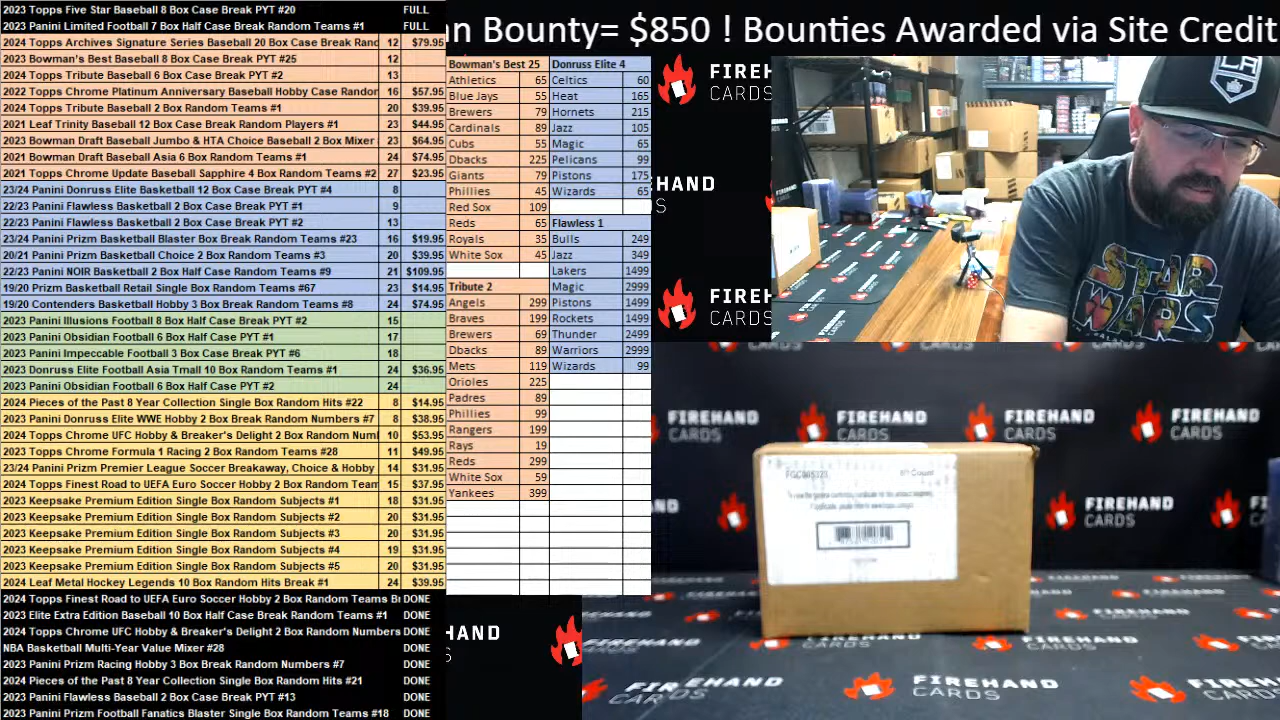 2023 Topps Five Star Baseball 8 Box Case Break PYT #20 FULL
2023 Panini Limited Football 7 Box Half Case Break Random Teams #1 FULL
2024 Topps Archives Signature Series Baseball 20 Box Case Break Rand 12 $79.95
2023 Bowman's Best Baseball 8 Box Case Break PYT #25 12
2024 Topps Tribute Baseball 6 Box Case Break PYT #2 13
2022 Topps Chrome Platinum Anniversary Baseball Hobby Case Randor 16 $57.95
2024 Topps Tribute Baseball 2 Box Random Teams #1 20 $39.95
2021 Leaf Trinity Baseball 12 Box Case Break Random Players #1 23 $44.95
2023 Bowman Draft Baseball Jumbo & HTA Choice Baseball 2 Box Mixer 23 $64.95
2021 Bowman Draft Baseball Asia 6 Box Random Teams #1 24 $74.95
2021 Topps Chrome Update Baseball Sapphire 4 Box Random Teams #2 27 $23.95
23/24 Panini Donruss Elite Basketball 12 Box Case Break PYT #4 8
22/23 Panini Flawless Basketball 2 Box Case Break PYT #1 9
22/23 Panini Flawless Basketball 2 Box Case Break PYT #2 13
23/24 Panini Prizm Basketball Blaster Box Break Random Teams #23 16 $19.95
20/21 Panini Prizm Basketball Choice 2 Box Random Teams #3 20 $39.95
22/23 Panini NOIR Basketball 2 Box Half Case Random Teams #9 21 $109.95
19/20 Prizm Basketball Retail Single Box Random Teams #67 23 $14.95
19/20 Contenders Basketball Hobby 3 Box Break Random Teams #8 24 $74.95
2023 Panini Illusions Football 8 Box Half Case Break PYT #2 15
2023 Panini Obsidian Football 6 Box Half Case PYT #1 17
2023 Panini Impeccable Football 3 Box Case Break PYT #6 18
2023 Donruss Elite Football Asia Tmall 10 Box Random Teams #1 24 $36.95
2023 Panini Obsidian Football 6 Box Half Case PYT #2 24
2024 Pieces of the Past 8 Year Collection Single Box Random Hits #22 8 $14.95
2023 Panini Donruss Elite WWE Hobby 2 Box Break Random Numbers #7 8 $38.95
2024 Topps Chrome UFC Hobby & Breaker's Delight 2 Box Random Numl 10 $53.95
2024 Topps Chrome Formula 1 Racing 2 Box Random Teams #28 11 $49.95
23/24 Panini Prizm Premier League Soccer Breakaway, Choice & Hobby 14 $31.95
2024 Topps Finest Road to UEFA Euro Soccer Hobby 2 Box Random Team 15 $37.95
2023 Keepsake Premium Edition Single Box Random Subjects #1 18 $31.95
2023 Keepsake Premium Edition Single Box Random Subjects #2 20 $31.95
2023 Keepsake Premium Edition Single Box Random Subjects #3 20 $31.95
2023 Keepsake Premium Edition Single Box Random Subjects #4 19 $31.95
2023 Keepsake Premium Edition Single Box Random Subjects #5 20 $31.95
2024 Leaf Metal Hockey Legends 10 Box Random Hits Break #1 24 $39.95
2024 Topps Finest Road to UEFA Euro Soccer Hobby 2 Box Random Teams Br DONE
2023 Elite Extra Edition Baseball 10 Box Half Case Break Random Teams #1 DONE
2024 Topps Chrome UFC Hobby & Breaker's Delight 2 Box Random Numbers DONE
NBA Basketball Multi-Year Value Mixer #28 DONE
2023 Panini Prizm Racing Hobby 3 Box Break Random Numbers #7 DONE
2024 Pieces of the Past 8 Year Collection Single Box Random Hits #21 DONE
2023 Panini Flawless Baseball 2 Box Case Break PYT #13 DONE
2023 Panini Prizm Football Fanatics Blaster Single Box Random Teams #18 DONE
n Bounty= $850 ! Bounties Awarded via Site Credit
Bowman's Best 25
Athletics 65
Blue Jays 55
Brewers 79
Cardinals 89
Cubs 55
Dbacks 225
Giants 79
Phillies 45
Red Sox 109
Reds 65
Royals 35
White Sox 45
Tribute 2
Angels 299
Braves 199
Brewers 69
Dbacks 89
Mets 119
Orioles 225
Padres 89
Phillies 99
Rangers 199
Rays 19
Reds 299
White Sox 59
Yankees 399
Donruss Elite 4
Celtics 60
Heat 165
Hornets 215
Jazz 105
Magic 65
Pelicans 99
Pistons 175
Wizards 65
Flawless 1
Bulls 249
Jazz 349
Lakers 1499
Magic 2999
Pistons 1499
Rockets 1499
Thunder 2499
Warriors 2999
Wizards 99
FIREH
CARDS
HAND
S
FIREH
CARDS
HAND
S
LA
STAR
WARS
FIREHAND
CARDS
FIREHAND
CARDS
FIREHAND
CARDS
FIREHAND
CARDS
FIREHAND
CARDS